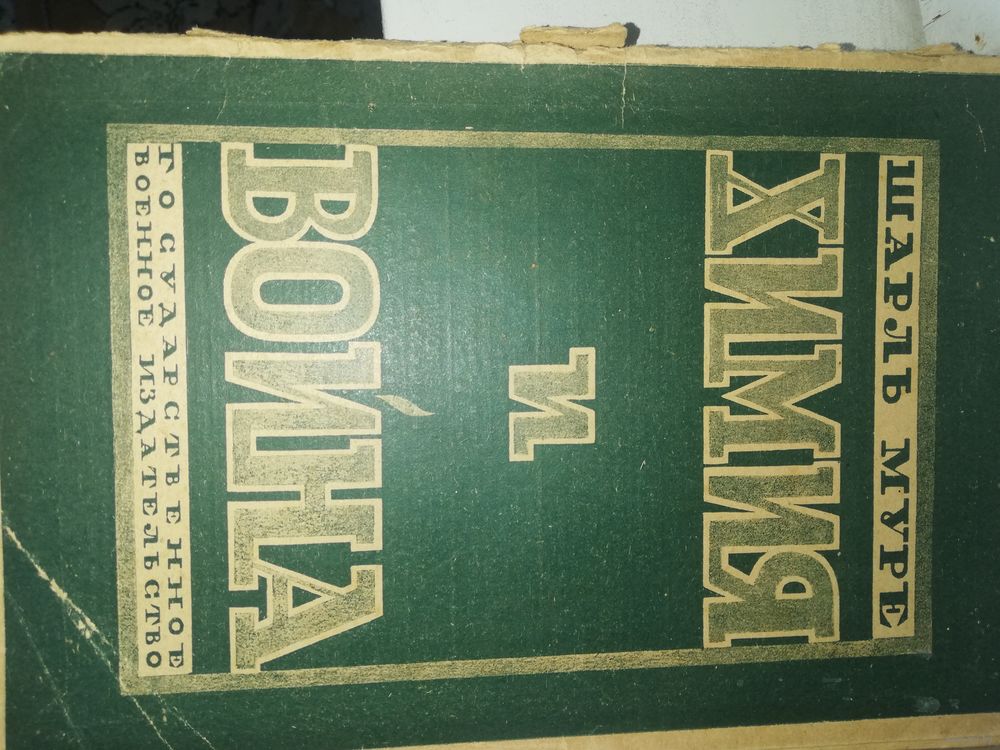 ШАРЛЬ МУРЕ
ХИМИЯ
И
ВОЙНА
ГОСУДАРСТВЕННОЕ
ВОЕННОЕ ИЗДАТЕЛЬСТВО